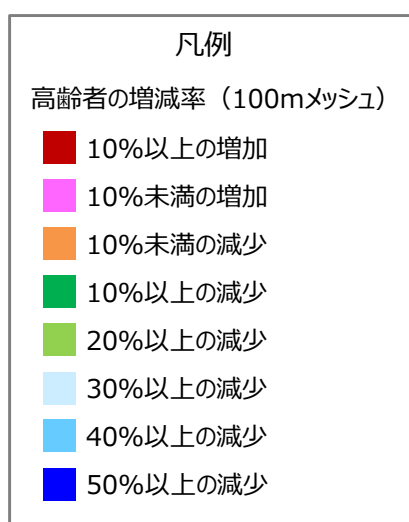 凡例
高齢者の増減率（100mメッシュ）
10%以上の増加
10%未満の増加
10%未満の減少
10%以上の減少
20%以上の減少
30%以上の減少
40%以上の減少
50%以上の減少